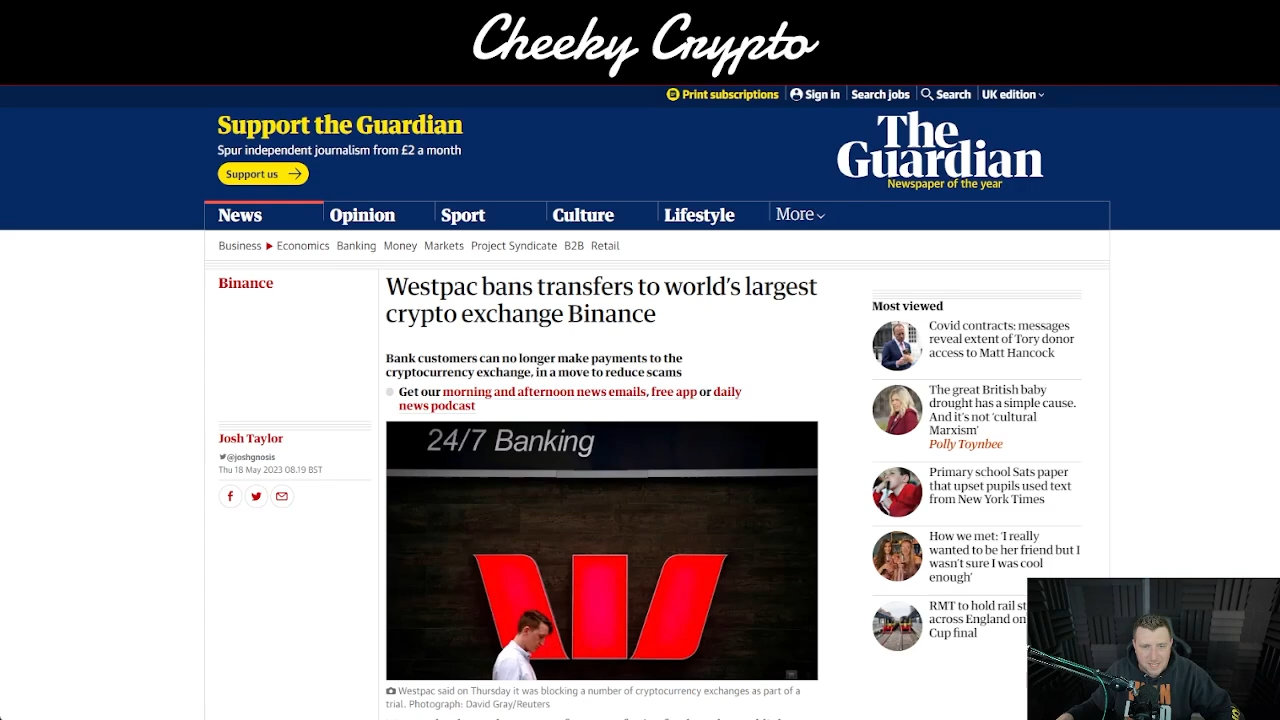 Cheeky Crypto
Print subscriptions
Sign in
Search jobs
Search
UK edition
Support the Guardian
Spur independent journalism from £2 a month
Support us
The
Guardian
Newspaper of the year
News
Opinion
Sport
Culture
Lifestyle
More
Business
Economics
Banking
Money
Markets
Project Syndicate
B2B
Retail
Binance
Westpac bans transfers to world's largest
crypto exchange Binance
Bank customers can no longer make payments to the
cryptocurrency exchange, in a move to reduce scams
Get our morning and afternoon news emails, free app or daily
news podcast
Josh Taylor
@joshgnosis
Thu 18 May 2023 08.19 BST
24/7 Banking
Westpac said on Thursday it was blocking a number of cryptocurrency exchanges as part of a
trial. Photograph: David Gray/Reuters
Most viewed
Covid contracts: messages
reveal extent of Tory donor
access to Matt Hancock
The great British baby
drought has a simple cause.
And it's not 'cultural
Marxism'
Polly Toynbee
Primary school Sats paper
that upset pupils used text
from New York Times
How we met: 'I really
wanted to be her friend but I
wasn't sure I was cool
enough'
RMT to hold rail st
across England on
Cup final